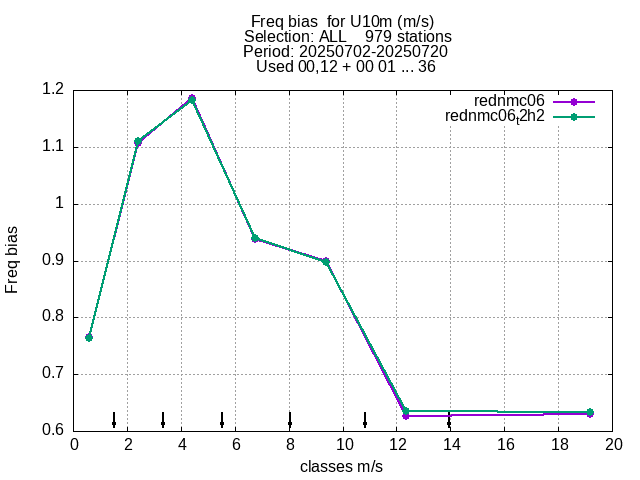 Freq bias  for U10m (m/s)
Selection: ALL    979 stations
Period: 20250702-20250720
Used 00,12 + 00 01 ... 36
rednmc06
rednmc06_t2h2
1.2
1.1
1
0.9
0.8
0.7
0.6
Freq bias
0 2 4 6 8 10 12 14 16 18 20
classes m/s